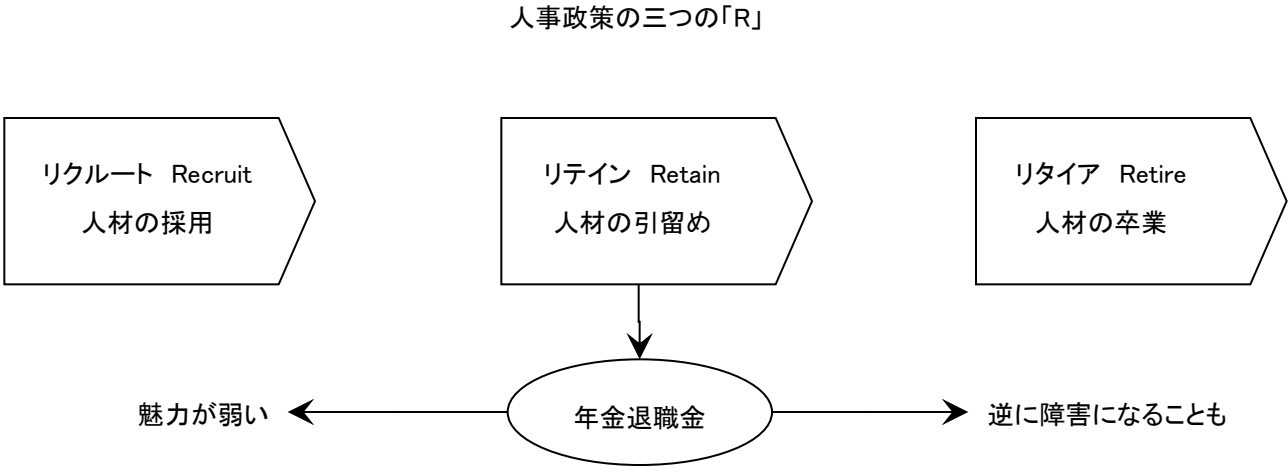 人事政策の三つの「R」
リクルート　Recruit
人材の採用
リテイン　Retain
人材の引留め
リタイア　Retire
人材の卒業
魅力が弱い
年金退職金
逆に障害になることも